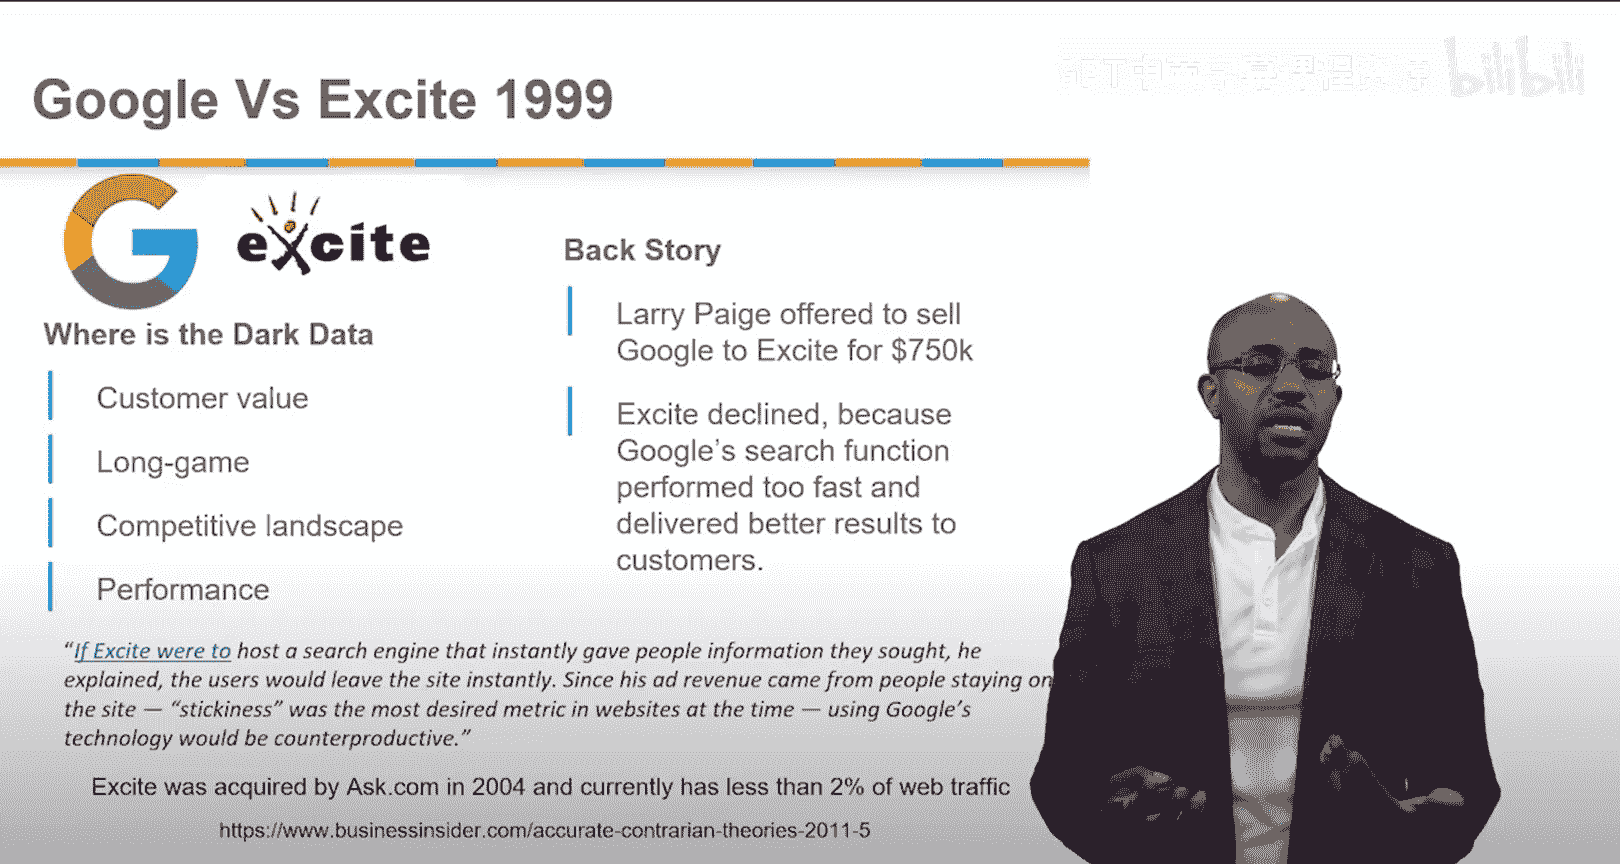 Google Vs Excite 1999
bilibili
excite
Where is the Dark Data
Customer value
Long-game
Competitive landscape
Performance
Back Story
Larry Paige offered to sell
Google to Excite for $750k
Excite declined, because
Google’s search function
performed too fast and
delivered better results to
customers.
“If Excite were to host a search engine that instantly gave people information they sought, he
explained, the users would leave the site instantly. Since his ad revenue came from people staying on
the site — “stickiness” was the most desired metric in websites at the time — using Google’s
technology would be counterproductive.”
Excite was acquired by Ask.com in 2004 and currently has less than 2% of web traffic
https://www.businessinsider.com/accurate-contrarian-theories-2011-5